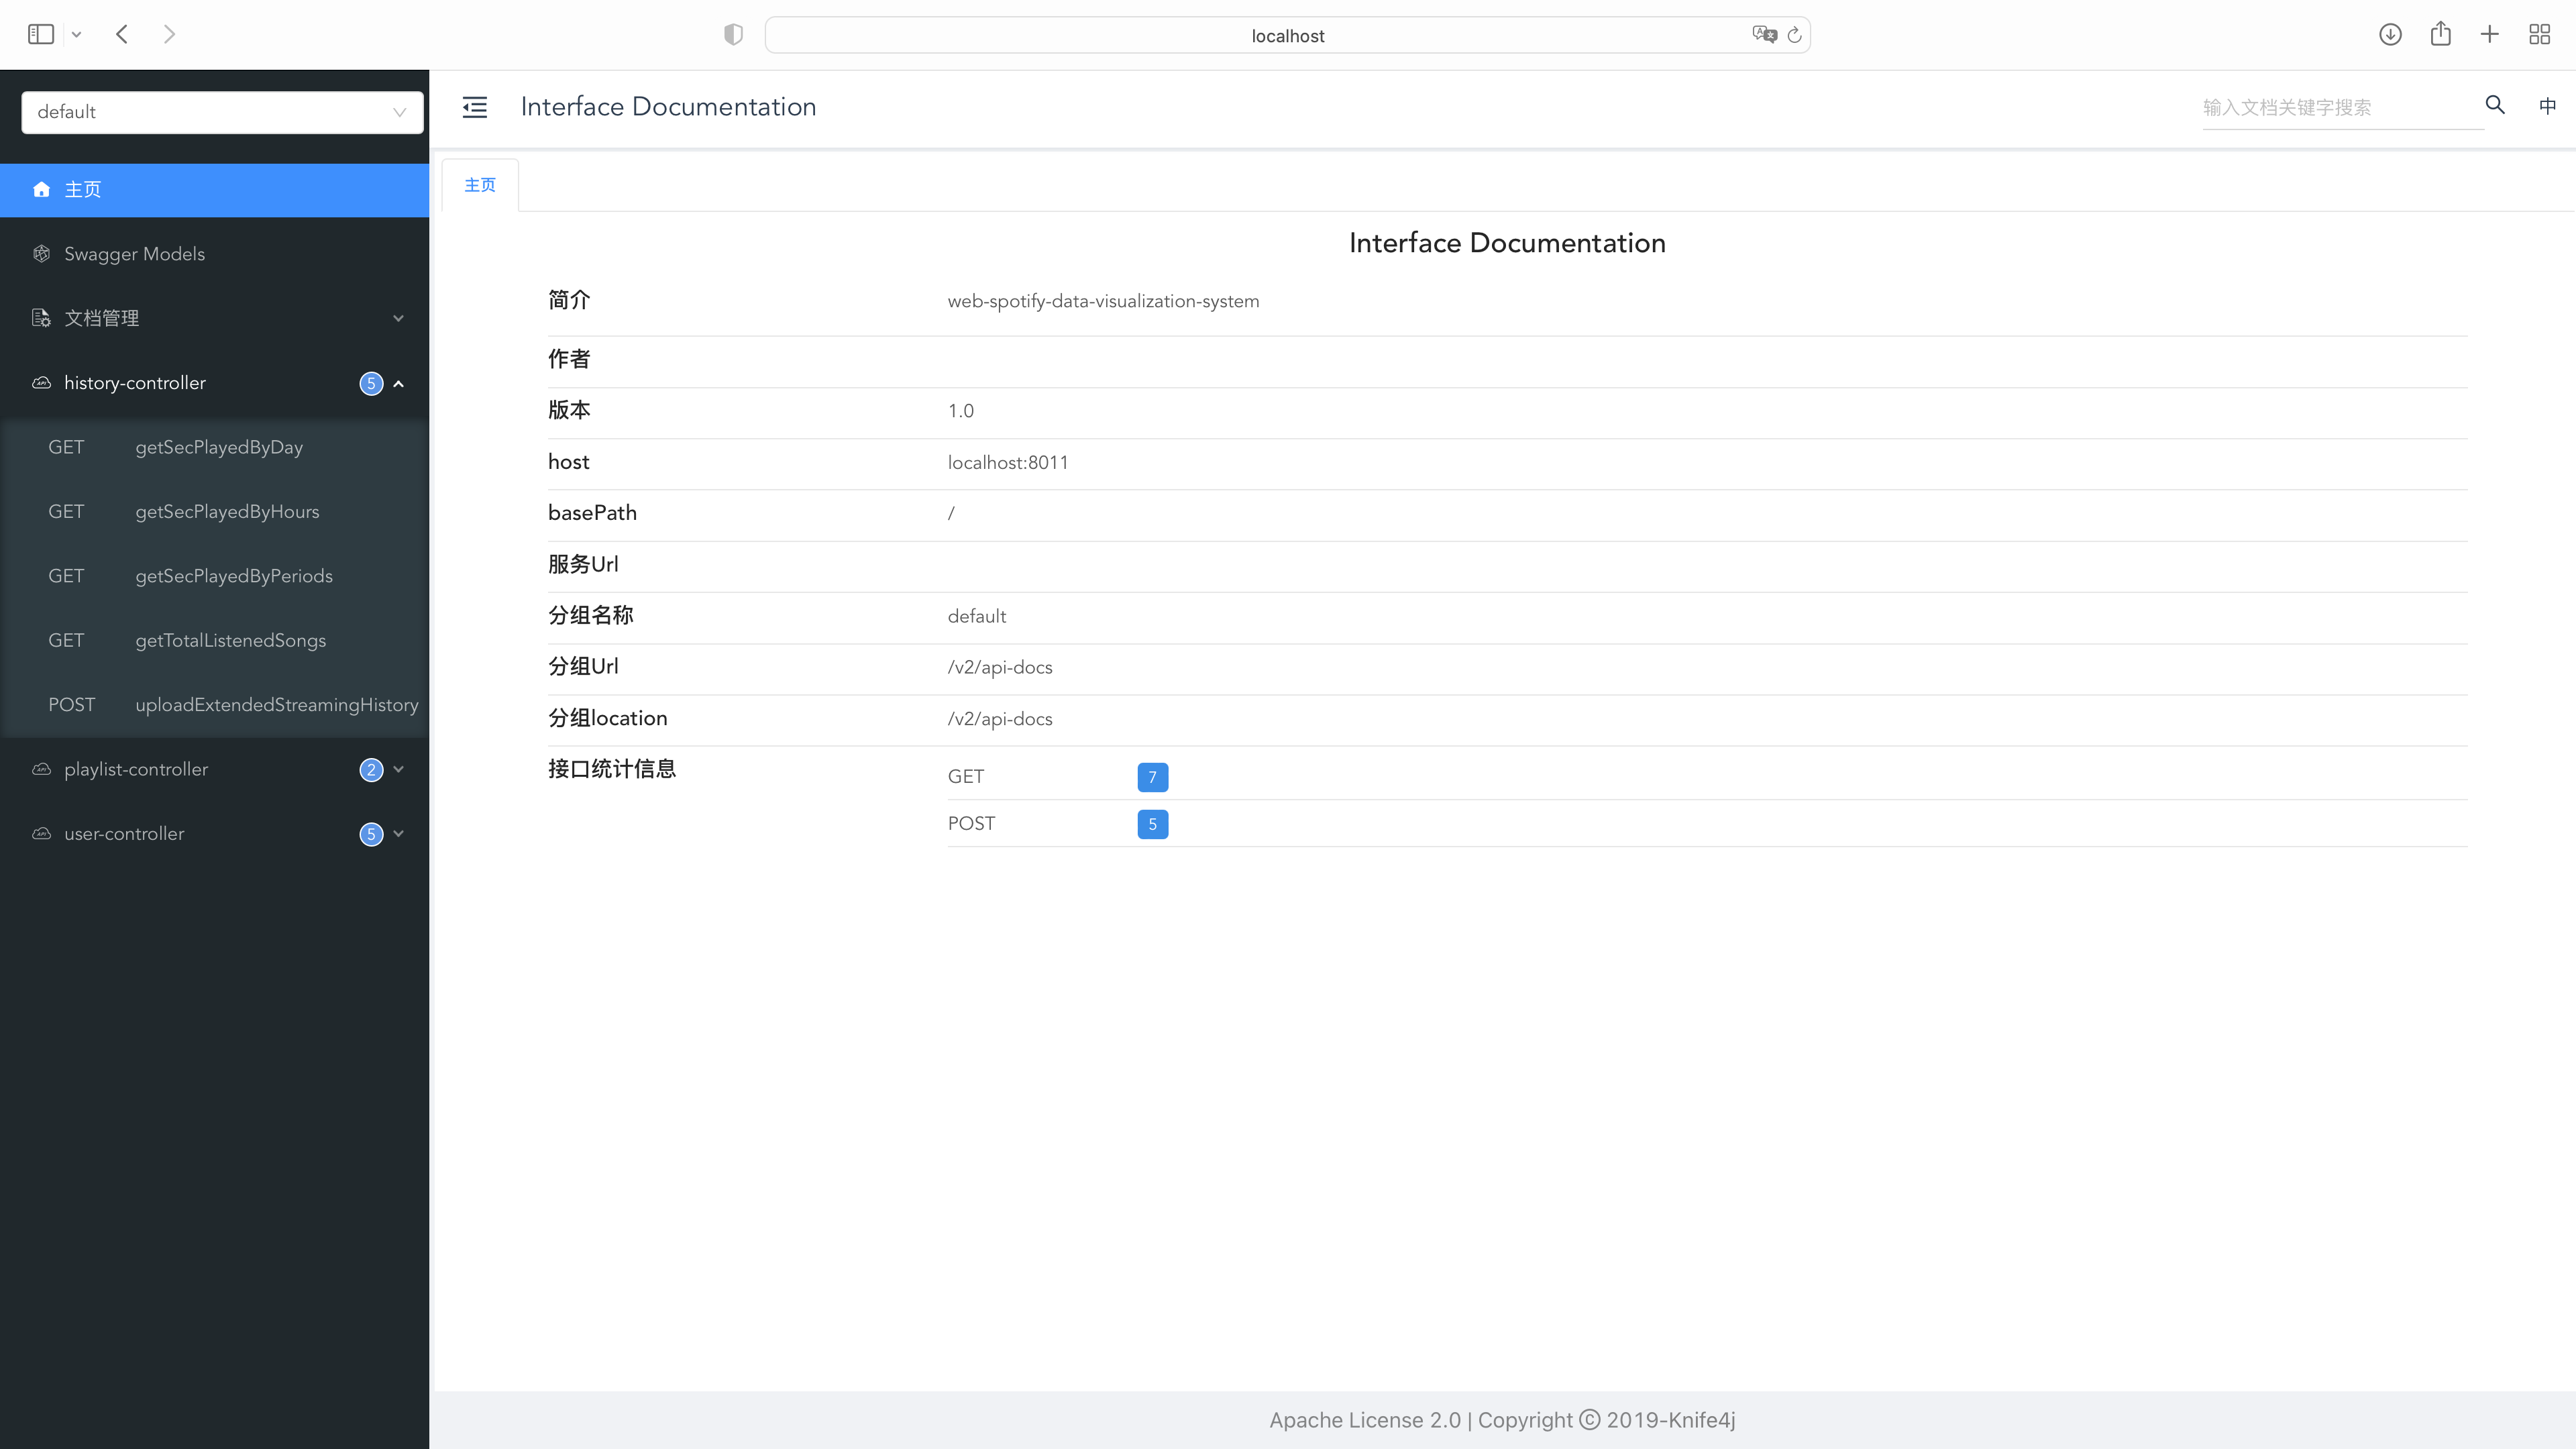 localhost
default
主页
Swagger Models
文档管理
history-controller 5
GET getSecPlayedByDay
GET getSecPlayedByHours
GET getSecPlayedByPeriods
GET getTotalListenedSongs
POST uploadExtendedStreamingHistory
playlist-controller 2
user-controller 5
Interface Documentation
输入文档关键字搜索
中
主页
Interface Documentation
简介 web-spotify-data-visualization-system
作者
版本 1.0
host localhost:8011
basePath /
服务Url
分组名称 default
分组Url /v2/api-docs
分组location /v2/api-docs
接口统计信息
GET 7
POST 5
Apache License 2.0 | Copyright © 2019-Knife4j